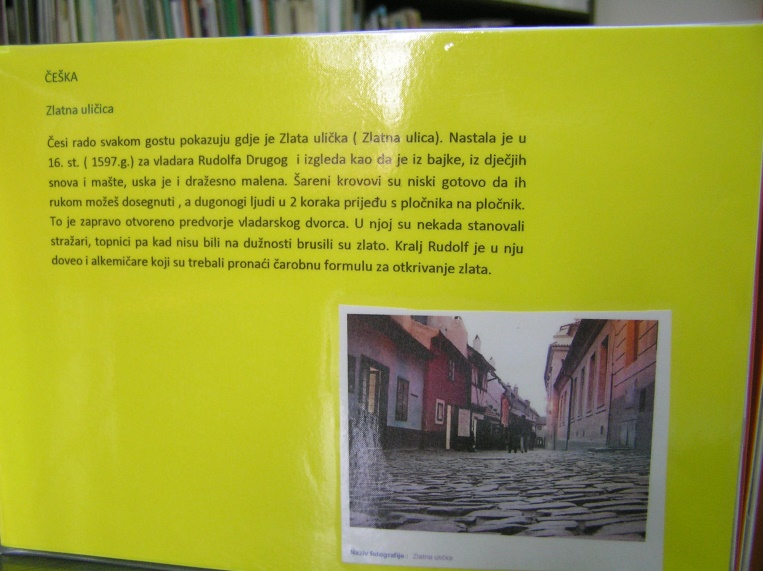 ČEŠKA
Zlatna uličica
Česi rado svakom gostu pokazuju gdje je Zlata ulička ( Zlatna ulica). Nastala je u
16. st. ( 1597.g.) za vladara Rudolfa Drugog i izgleda kao da je iz bajke, iz dječjih
snova i mašte, uska je i dražesno malena. Šareni krovovi su niski gotovo da ih
rukom možeš dosegnuti , a dugonogi ljudi u 2 koraka prijeđu s pločnika na pločnik.
To je zapravo otvoreno predvorje vladarskog dvorca. U njoj su nekada stanovali
stražari, topnici pa kad nisu bili na dužnosti brusili su zlato. Kralj Rudolf je u nju
doveo i alkemičare koji su trebali pronaći čarobnu formulu za otkrivanje zlata.
Naziv fotografije : Zlatna ulička